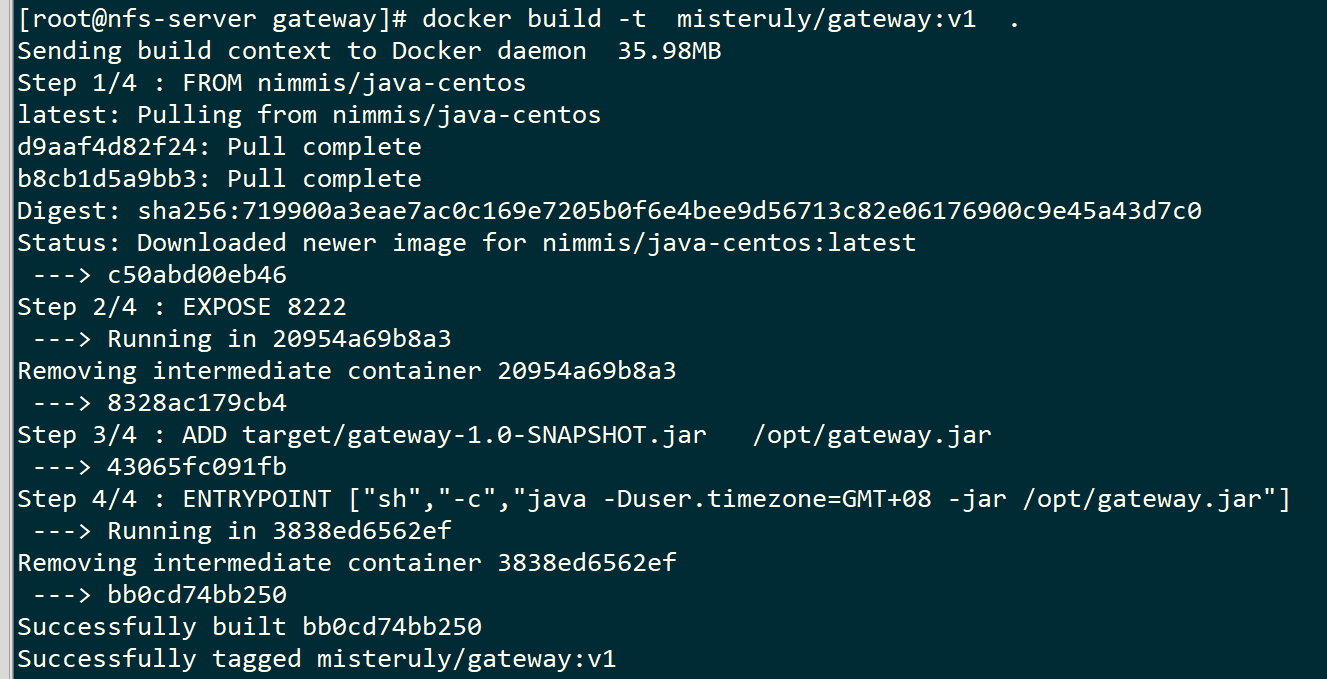 [root@nfs-server gateway]# docker build -t  misteruly/gateway:v1  .
Sending build context to Docker daemon  35.98MB
Step 1/4 : FROM nimmis/java-centos
latest: Pulling from nimmis/java-centos
d9aaf4d82f24: Pull complete
b8cb1d5a9bb3: Pull complete
Digest: sha256:719900a3eae7ac0c169e7205b0f6e4bee9d56713c82e06176900c9e45a43d7c0
Status: Downloaded newer image for nimmis/java-centos:latest
 ---> c50abd00eb46
Step 2/4 : EXPOSE 8222
 ---> Running in 20954a69b8a3
Removing intermediate container 20954a69b8a3
 ---> 8328ac179cb4
Step 3/4 : ADD target/gateway-1.0-SNAPSHOT.jar   /opt/gateway.jar
 ---> 43065fc091fb
Step 4/4 : ENTRYPOINT ["sh","-c","java -Duser.timezone=GMT+08 -jar /opt/gateway.jar"]
 ---> Running in 3838ed6562ef
Removing intermediate container 3838ed6562ef
 ---> bb0cd74bb250
Successfully built bb0cd74bb250
Successfully tagged misteruly/gateway:v1